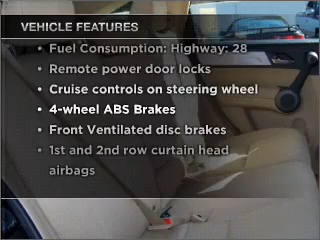 VEHICLE FEATURES
• Fuel Consumption: Highway: 28
• Remote power door locks
• Cruise controls on steering wheel
• 4-wheel ABS Brakes
• Front Ventilated disc brakes
• 1st and 2nd row curtain head
airbags